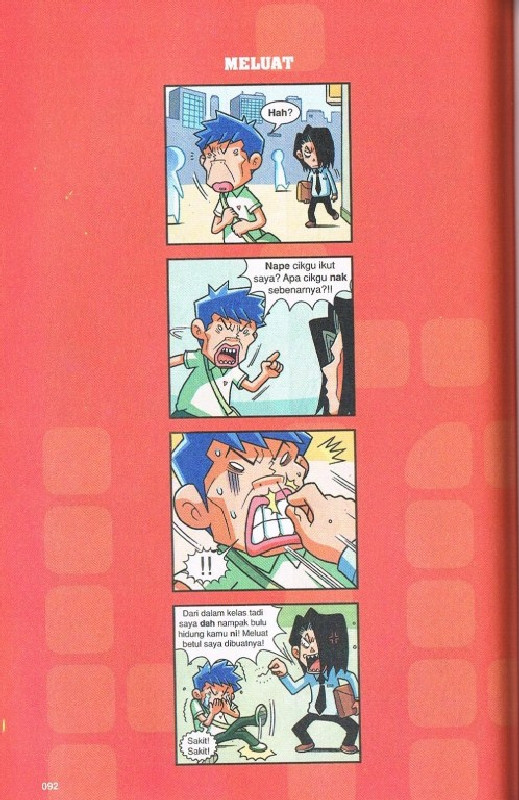 MELUAT
Hah?
Nape cikgu ikut
saya? Apa cikgu nak
sebenarnya?!!
!!
Dari dalam kelas tadi
saya dah nampak bulu
hidung kamu ni! Meluat
betul saya dibuatnya!
Sakit!
Sakit!
092